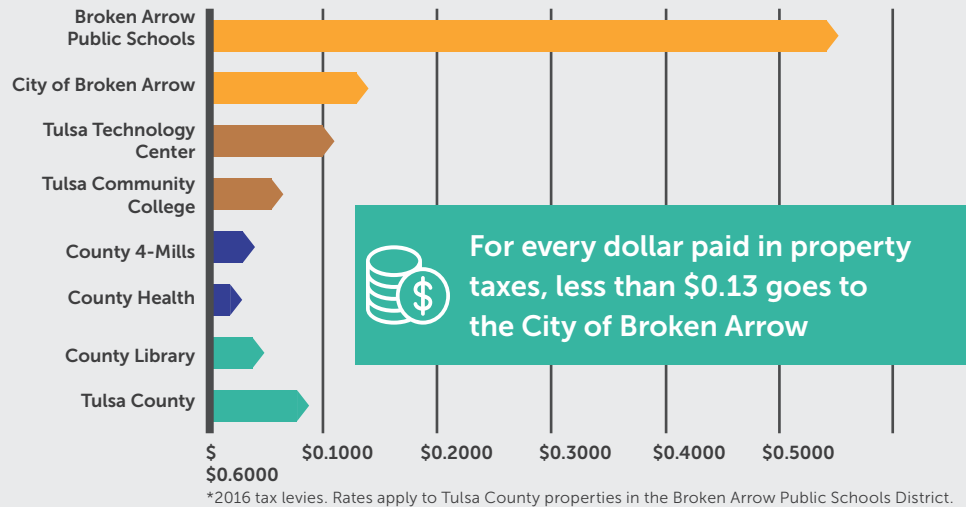 Broken Arrow
Public Schools
City of Broken Arrow
Tulsa Technology
Center
Tulsa Community
College
County 4-Mills
County Health
County Library
Tulsa County
For every dollar paid in property
taxes, less than $0.13 goes to
the City of Broken Arrow
$
$0.1000
$0.2000
$0.3000
$0.4000
$0.5000
$0.6000
*2016 tax levies. Rates apply to Tulsa County properties in the Broken Arrow Public Schools District.